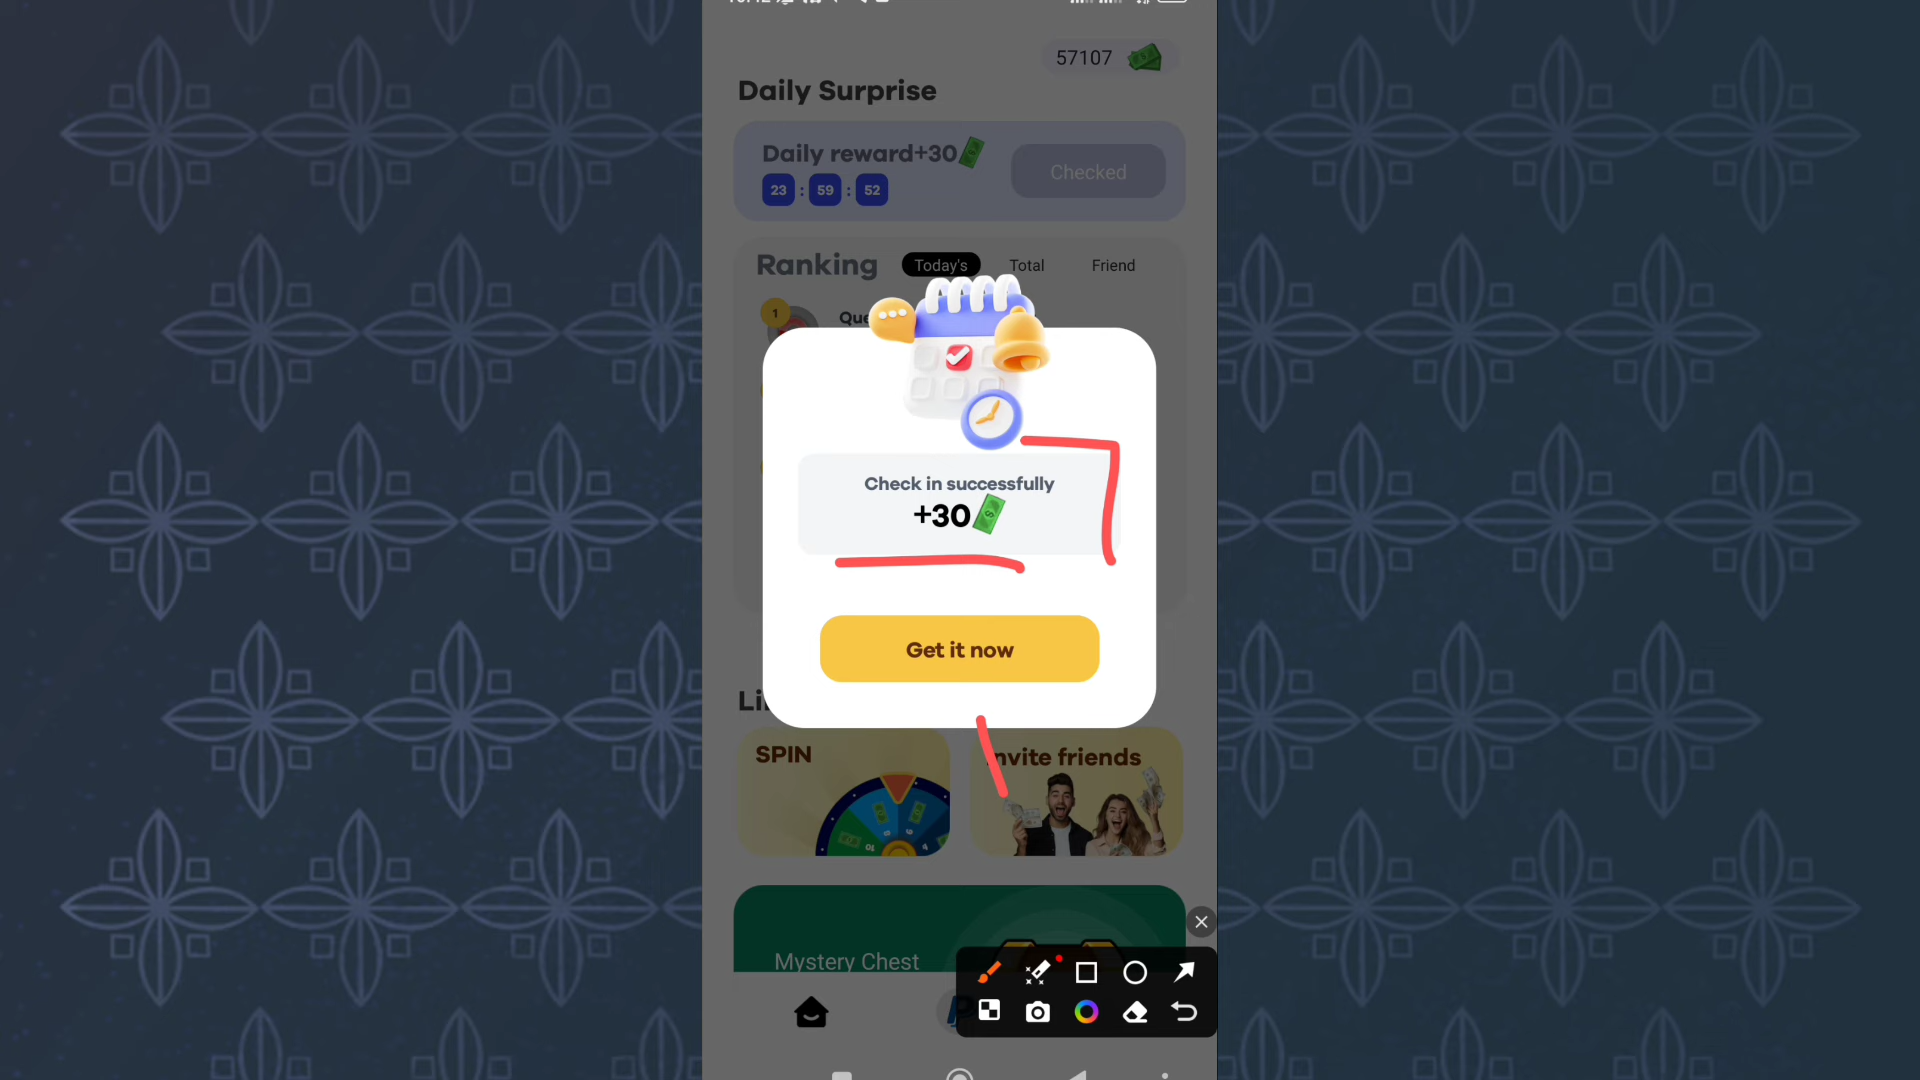 57107
Daily Surprise
Daily reward+30
Checked
23 : 59 : 52
Ranking
Today's
Total
Friend
1
Check in successfully
+30
Get it now
SPIN
nvite friends
Mystery Chest